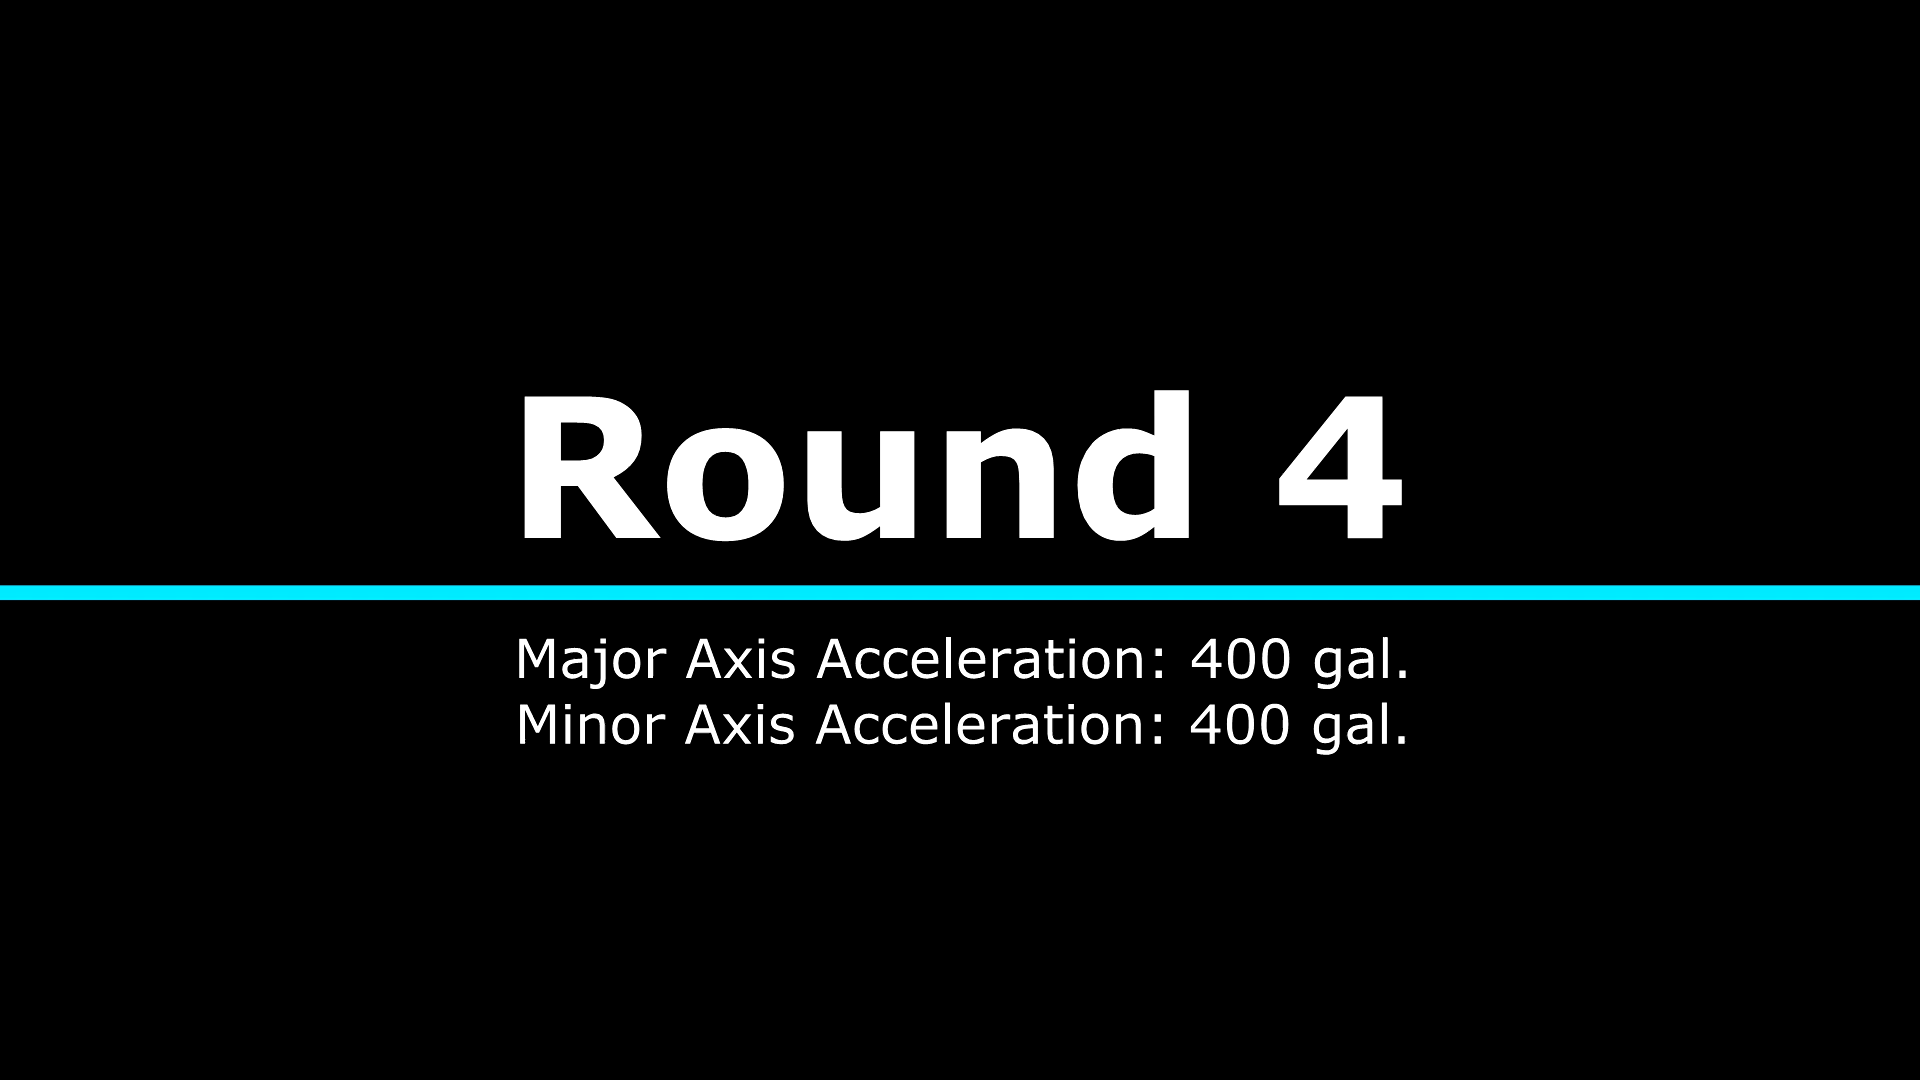 Round 4
Major Axis Acceleration: 400 gal.
Minor Axis Acceleration: 400 gal.